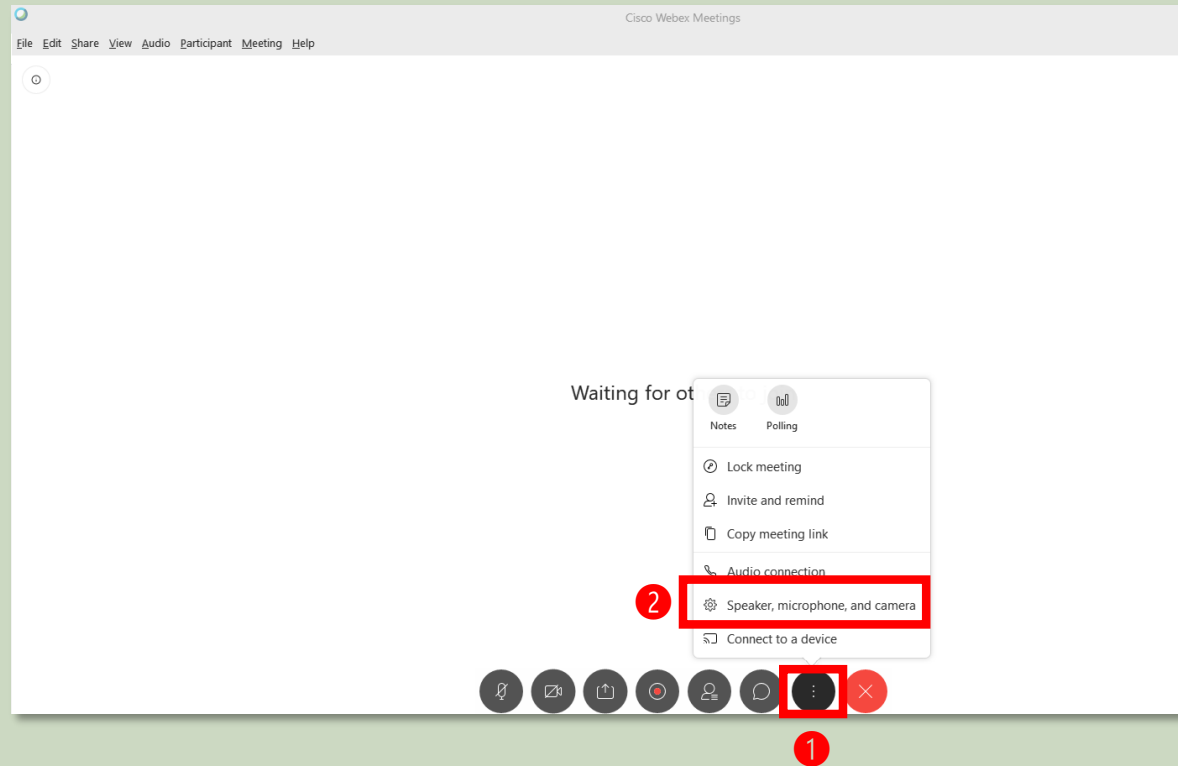 Cisco Webex Meetings
File Edit Share View Audio Participant Meeting Help
Waiting for ot
Notes Polling
Lock meeting
Invite and remind
Copy meeting link
Audio connection
2
Speaker, microphone, and camera
Connect to a device
1